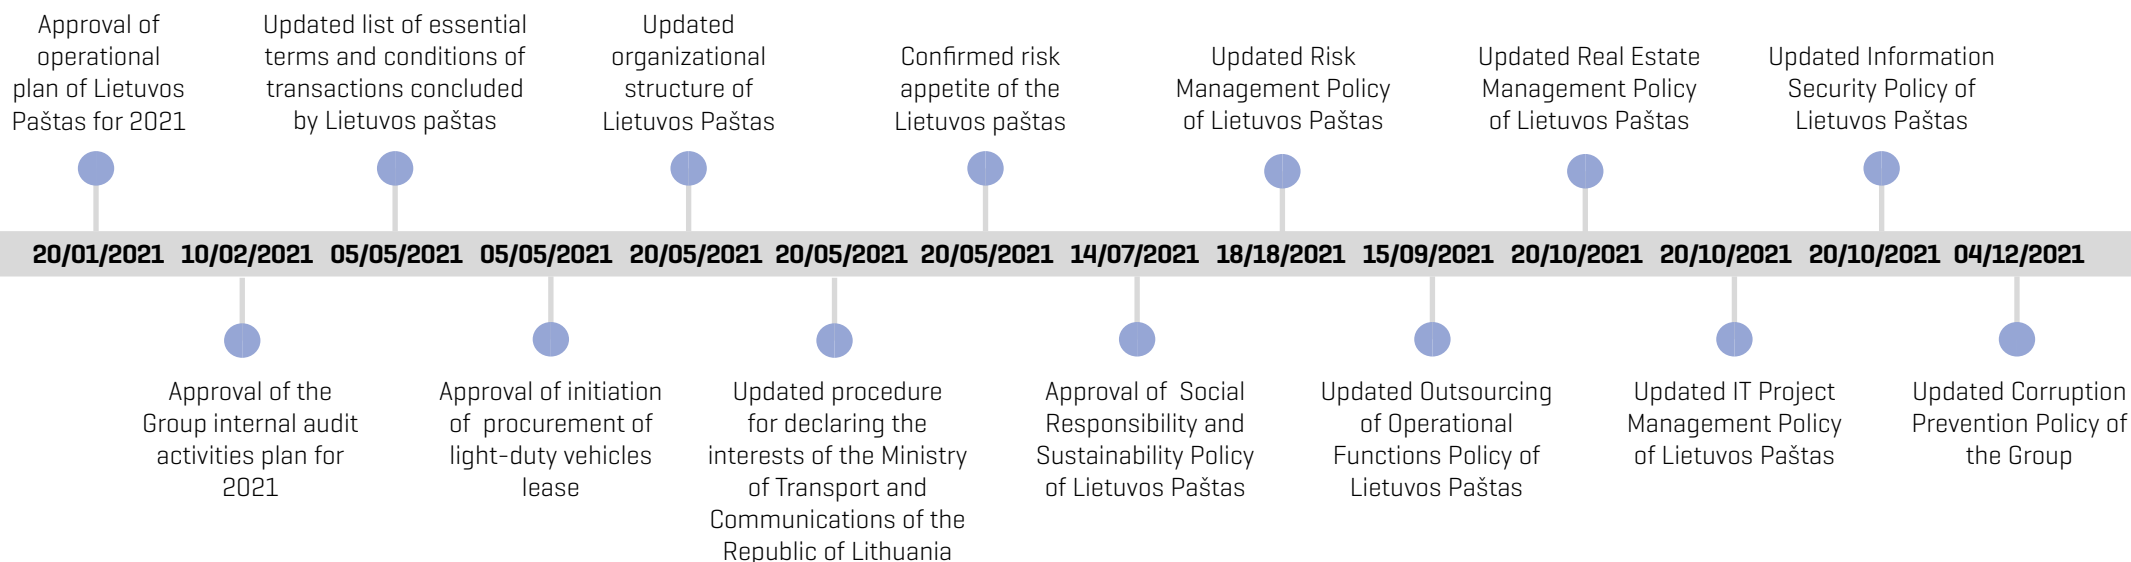 Approval of
operational
plan of Lietuvos
Paštas for 2021
Updated list of essential
terms and conditions of
transactions concluded
by Lietuvos paštas
Updated
organizational
structure of
Lietuvos Paštas
Confirmed risk
appetite of the
Lietuvos paštas
Updated Risk
Management Policy
of Lietuvos Paštas
Updated Real Estate
Management Policy
of Lietuvos Paštas
Updated Information
Security Policy of
Lietuvos Paštas
20/01/2021 10/02/2021 05/05/2021 05/05/2021 20/05/2021 20/05/2021 20/05/2021 14/07/2021 18/18/2021 15/09/2021 20/10/2021 20/10/2021 20/10/2021 04/12/2021
Approval of the
Group internal audit
activities plan for
2021
Approval of initiation
of procurement of
light-duty vehicles
lease
Updated procedure
for declaring the
interests of the Ministry
of Transport and
Communications of the
Republic of Lithuania
Approval of Social
Responsibility and
Sustainability Policy
of Lietuvos Paštas
Updated Outsourcing
of Operational
Functions Policy of
Lietuvos Paštas
Updated IT Project
Management Policy
of Lietuvos Paštas
Updated Corruption
Prevention Policy of
the Group